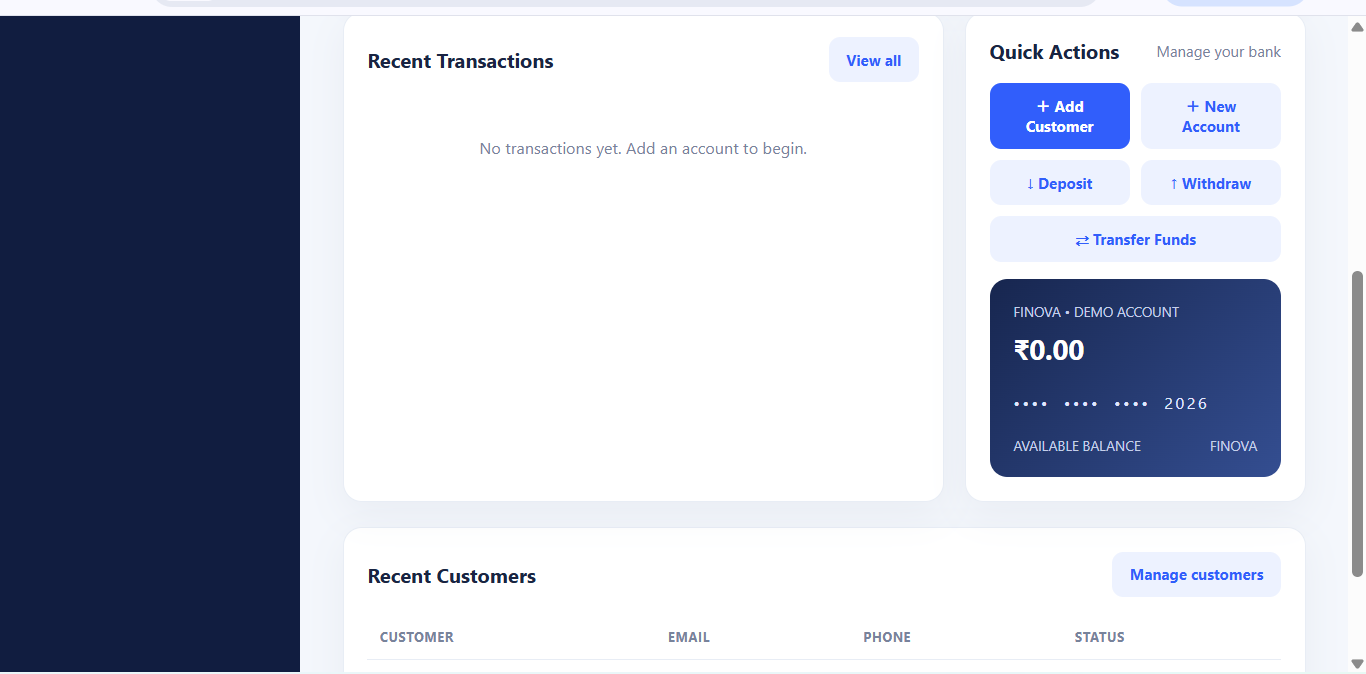 Recent Transactions
View all
No transactions yet. Add an account to begin.
Quick Actions
Manage your bank
+ Add
Customer
+ New
Account
↓ Deposit
↑ Withdraw
⇄ Transfer Funds
FINOVA • DEMO ACCOUNT
₹0.00
•••• •••• •••• 2026
AVAILABLE BALANCE
FINOVA
Recent Customers
Manage customers
CUSTOMER
EMAIL
PHONE
STATUS